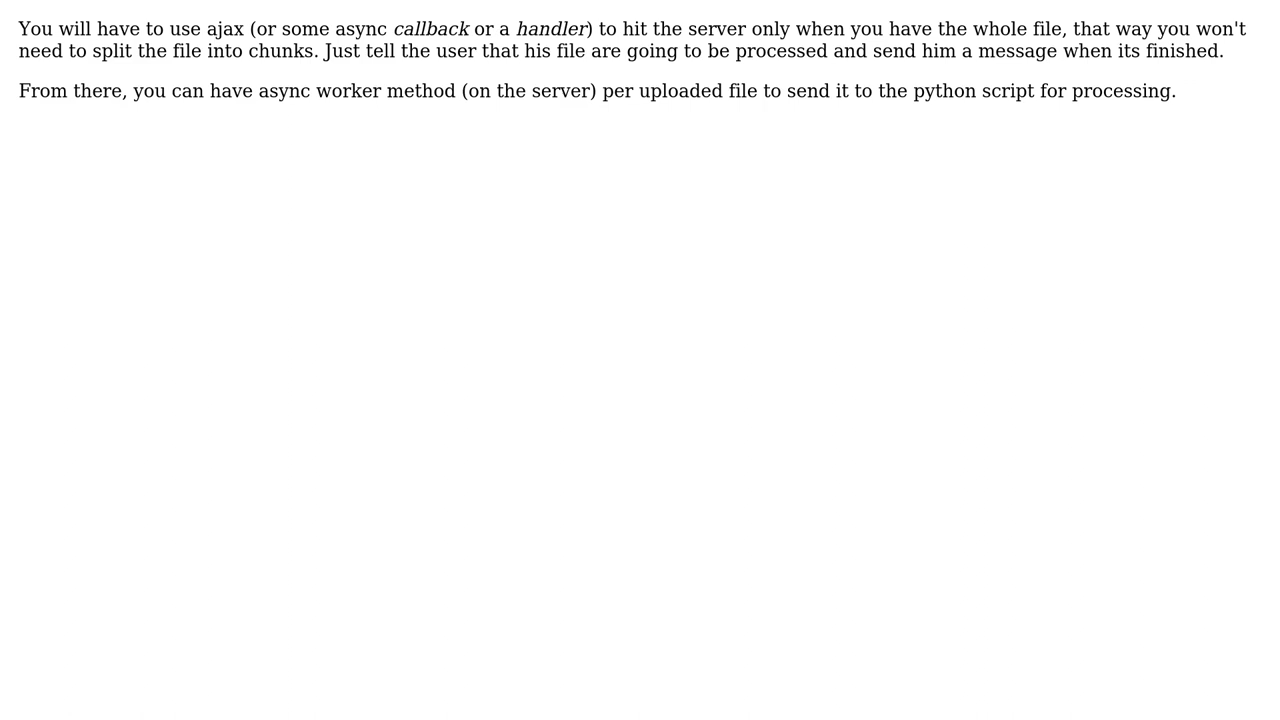 You will have to use ajax (or some async callback or a handler) to hit the server only when you have the whole file, that way you won't
need to split the file into chunks. Just tell the user that his file are going to be processed and send him a message when its finished.
From there, you can have async worker method (on the server) per uploaded file to send it to the python script for processing.